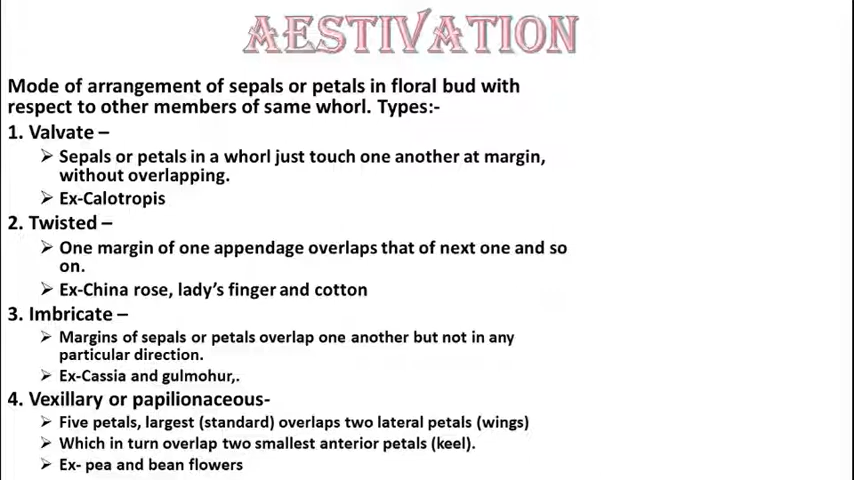 AESTIVATION
Mode of arrangement of sepals or petals in floral bud with
respect to other members of same whorl. Types:-
1. Valvate –
➢ Sepals or petals in a whorl just touch one another at margin,
without overlapping.
➢ Ex-Calotropis
2. Twisted –
➢ One margin of one appendage overlaps that of next one and so
on.
➢ Ex-China rose, lady's finger and cotton
3. Imbricate –
➢ Margins of sepals or petals overlap one another but not in any
particular direction.
➢ Ex-Cassia and gulmohur,.
4. Vexillary or papilionaceous-
➢ Five petals, largest (standard) overlaps two lateral petals (wings)
➢ Which in turn overlap two smallest anterior petals (keel).
➢ Ex- pea and bean flowers